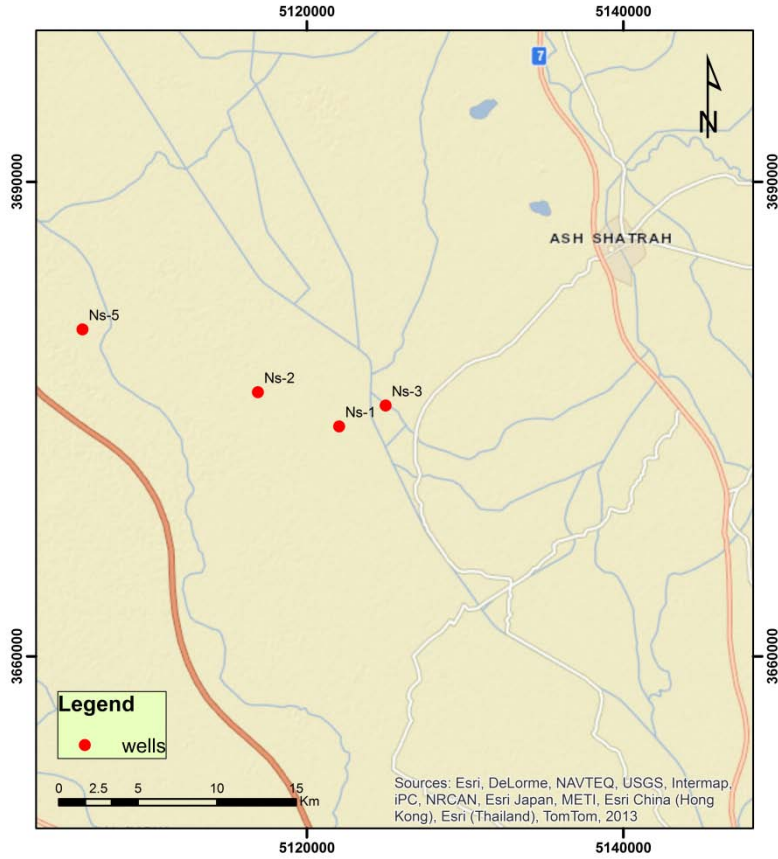 5120000 5140000
7
N
3690000 3690000
ASH SHATRAH
Ns-5
Ns-2
Ns-3
Ns-1
3660000 3660000
Legend
wells
0 2.5 5 10 15 Km
Sources: Esri, DeLorme, NAVTEQ, USGS, Intermap,
iPC, NRCAN, Esri Japan, METI, Esri China (Hong
Kong), Esri (Thailand), TomTom, 2013
5120000 5140000